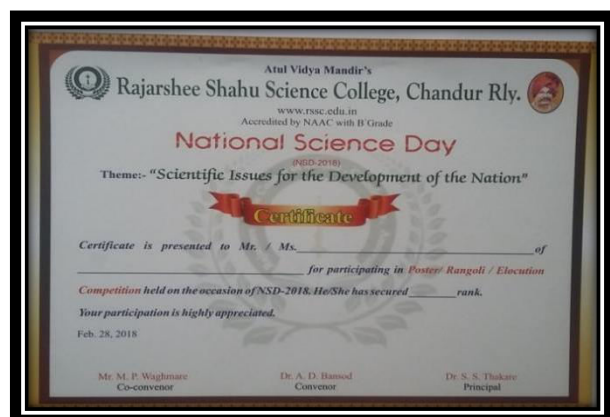 Atul Vidya Mandir's
Rajarshee Shahu Science College, Chandur Rly.
www.rssc.edu.in
Accredited by NAAC with B Grade
National Science Day
(NSD-2018)
Theme:- "Scientific Issues for the Development of the Nation"
Certificate
Certificate is presented to Mr. / Ms.____________________of
____________________ for participating in Poster/ Rangoli / Elocution
Competition held on the occasion of NSD-2018. He/She has secured________rank.
Your participation is highly appreciated.
Feb. 28, 2018
Mr. M. P. Waghmare Dr. A. D. Bansod Dr. S. S. Thakare
Co-convenor Convenor Principal